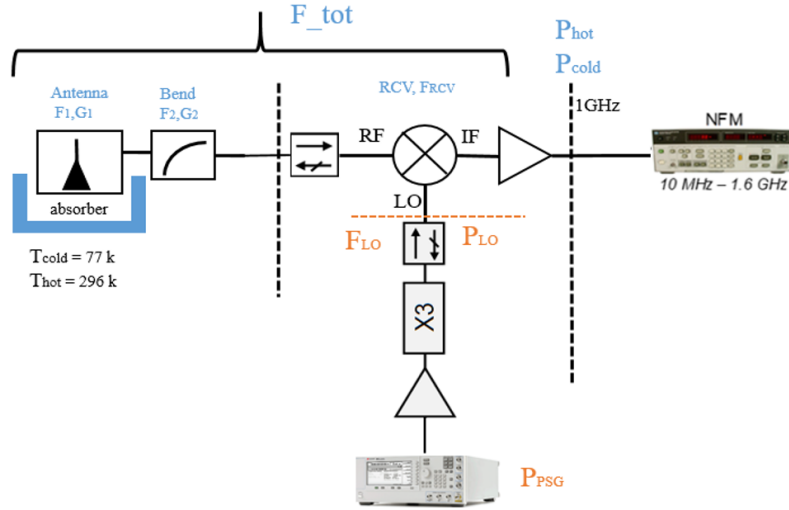 F_tot
Phot
Pcold
Antenna
F1,G1
Bend
F2,G2
RCV, FRCV
1GHz
NFM
RF
IF
LO
10 MHz – 1.6 GHz
absorber
FLO
PLO
Tcold = 77 k
Thot = 296 k
X3
PPSG